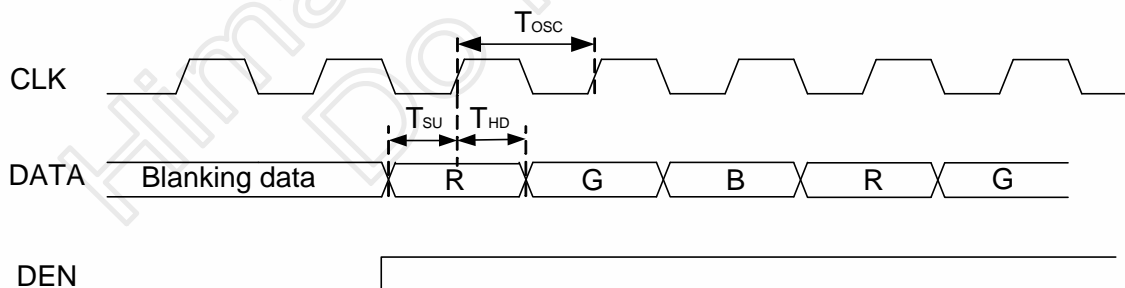 TOSC
CLK
TSU THD
DATA Blanking data R G B R G
DEN